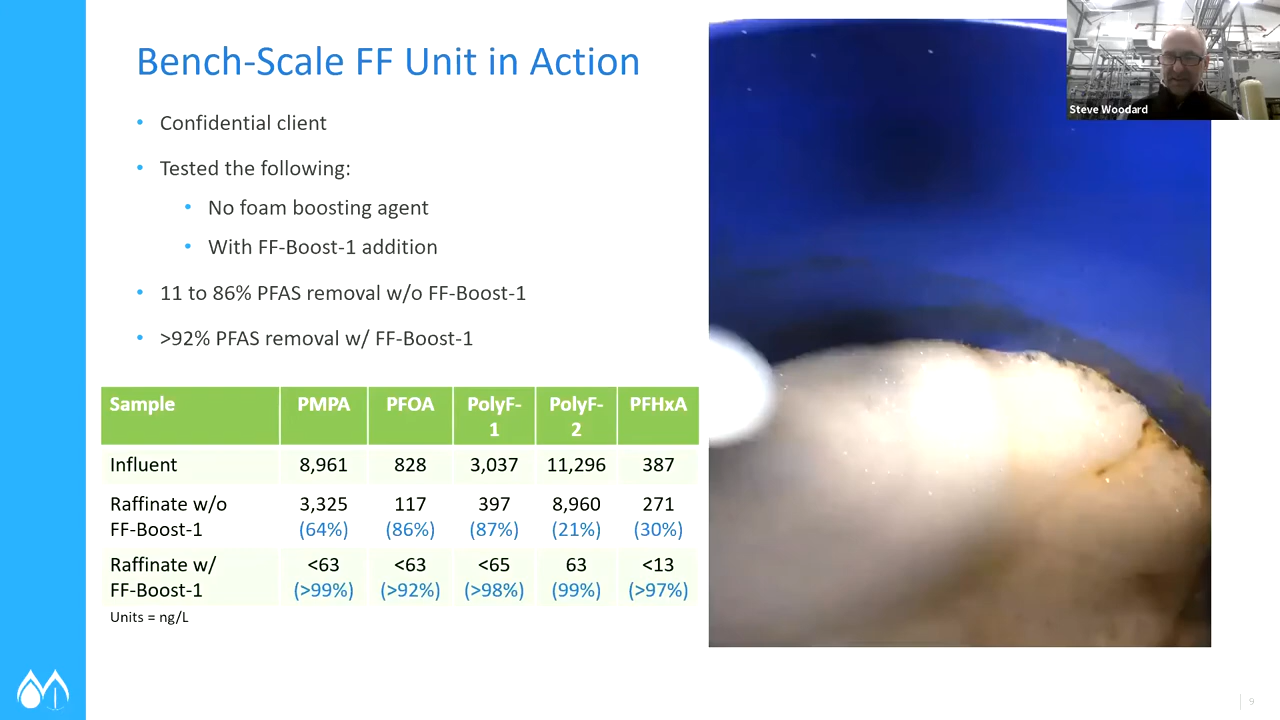 Bench-Scale FF Unit in Action
Steve Woodard
• Confidential client
• Tested the following:
• No foam boosting agent
• With FF-Boost-1 addition
• 11 to 86% PFAS removal w/o FF-Boost-1
• >92% PFAS removal w/ FF-Boost-1
Sample PMPA PFOA PolyF-1 PolyF-2 PFHxA
Influent 8,961 828 3,037 11,296 387
Raffinate w/o FF-Boost-1 3,325 (64%) 117 (86%) 397 (87%) 8,960 (21%) 271 (30%)
Raffinate w/ FF-Boost-1 <63 (>99%) <63 (>92%) <65 (>98%) 63 (99%) <13 (>97%)
Units = ng/L
9